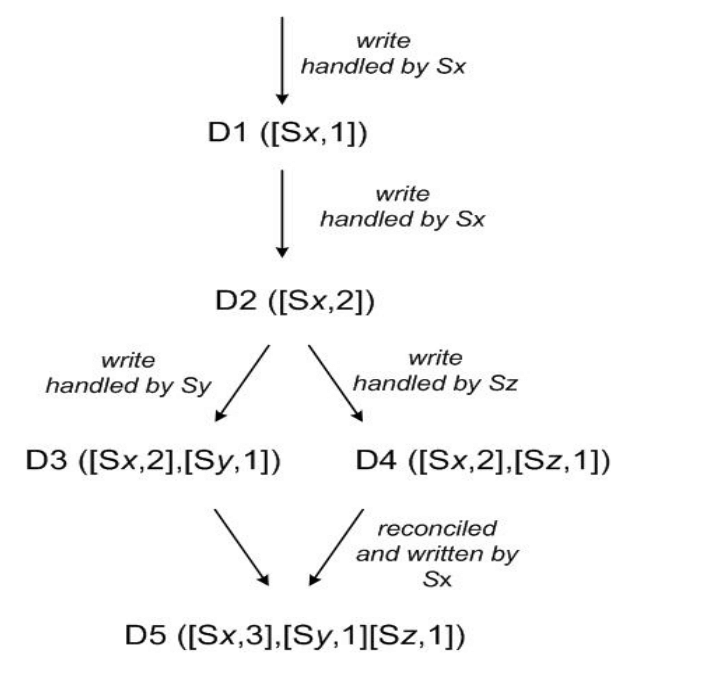 write
handled by Sx
D1 ([Sx,1])
write
handled by Sx
D2 ([Sx,2])
write
handled by Sy
write
handled by Sz
D3 ([Sx,2],[Sy,1])
D4 ([Sx,2],[Sz,1])
reconciled
and written by
Sx
D5 ([Sx,3],[Sy,1][Sz,1])